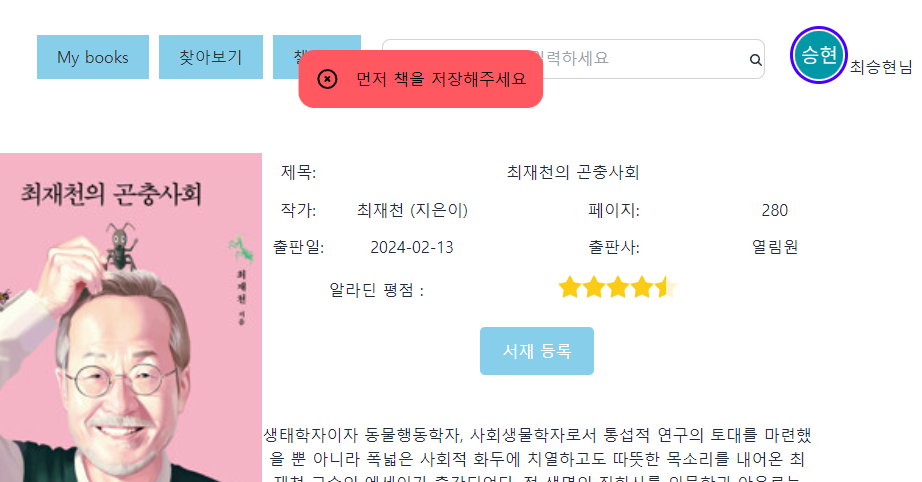 My books
찾아보기
승현
최승현님
먼저 책을 저장해주세요
최재천의 곤충사회
최재천 지음
제목: 최재천의 곤충사회
작가: 최재천 (지은이) 페이지: 280
출판일: 2024-02-13 출판사: 열림원
알라딘 평점 :
서재 등록
생태학자이자 동물행동학자, 사회생물학자로서 통섭적 연구의 토대를 마련했
을 뿐 아니라 폭넓은 사회적 화두에 치열하고도 따뜻한 목소리를 내어온 최